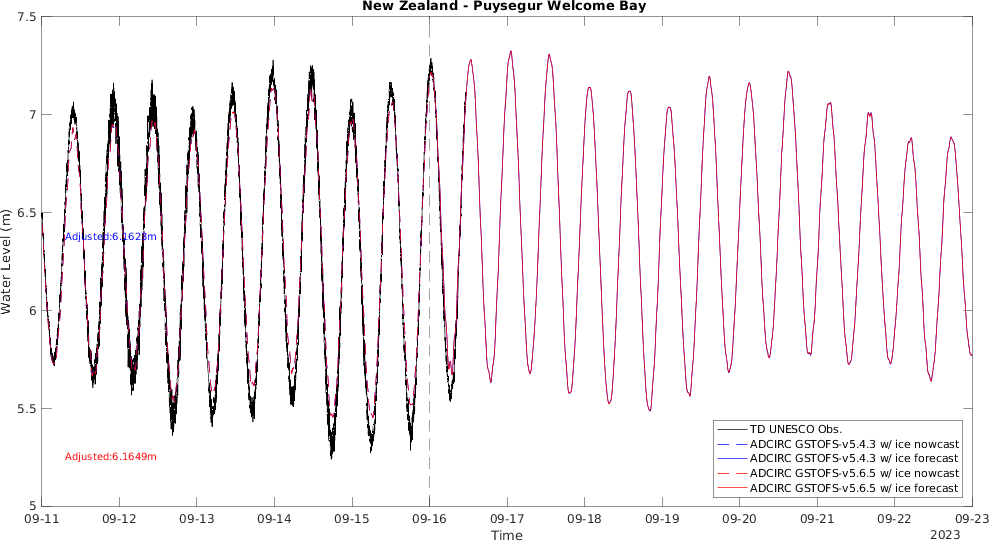 New Zealand - Puysegur Welcome Bay
7.5
7
6.5
6
5.5
5
Water Level (m)
Adjusted:6.1623m
Adjusted:6.1649m
TD UNESCO Obs.
ADCIRC GSTOFS-v5.4.3 w/ ice nowcast
ADCIRC GSTOFS-v5.4.3 w/ ice forecast
ADCIRC GSTOFS-v5.6.5 w/ ice nowcast
ADCIRC GSTOFS-v5.6.5 w/ ice forecast
09-11 09-12 09-13 09-14 09-15 09-16 09-17 09-18 09-19 09-20 09-21 09-22 09-23
Time
2023